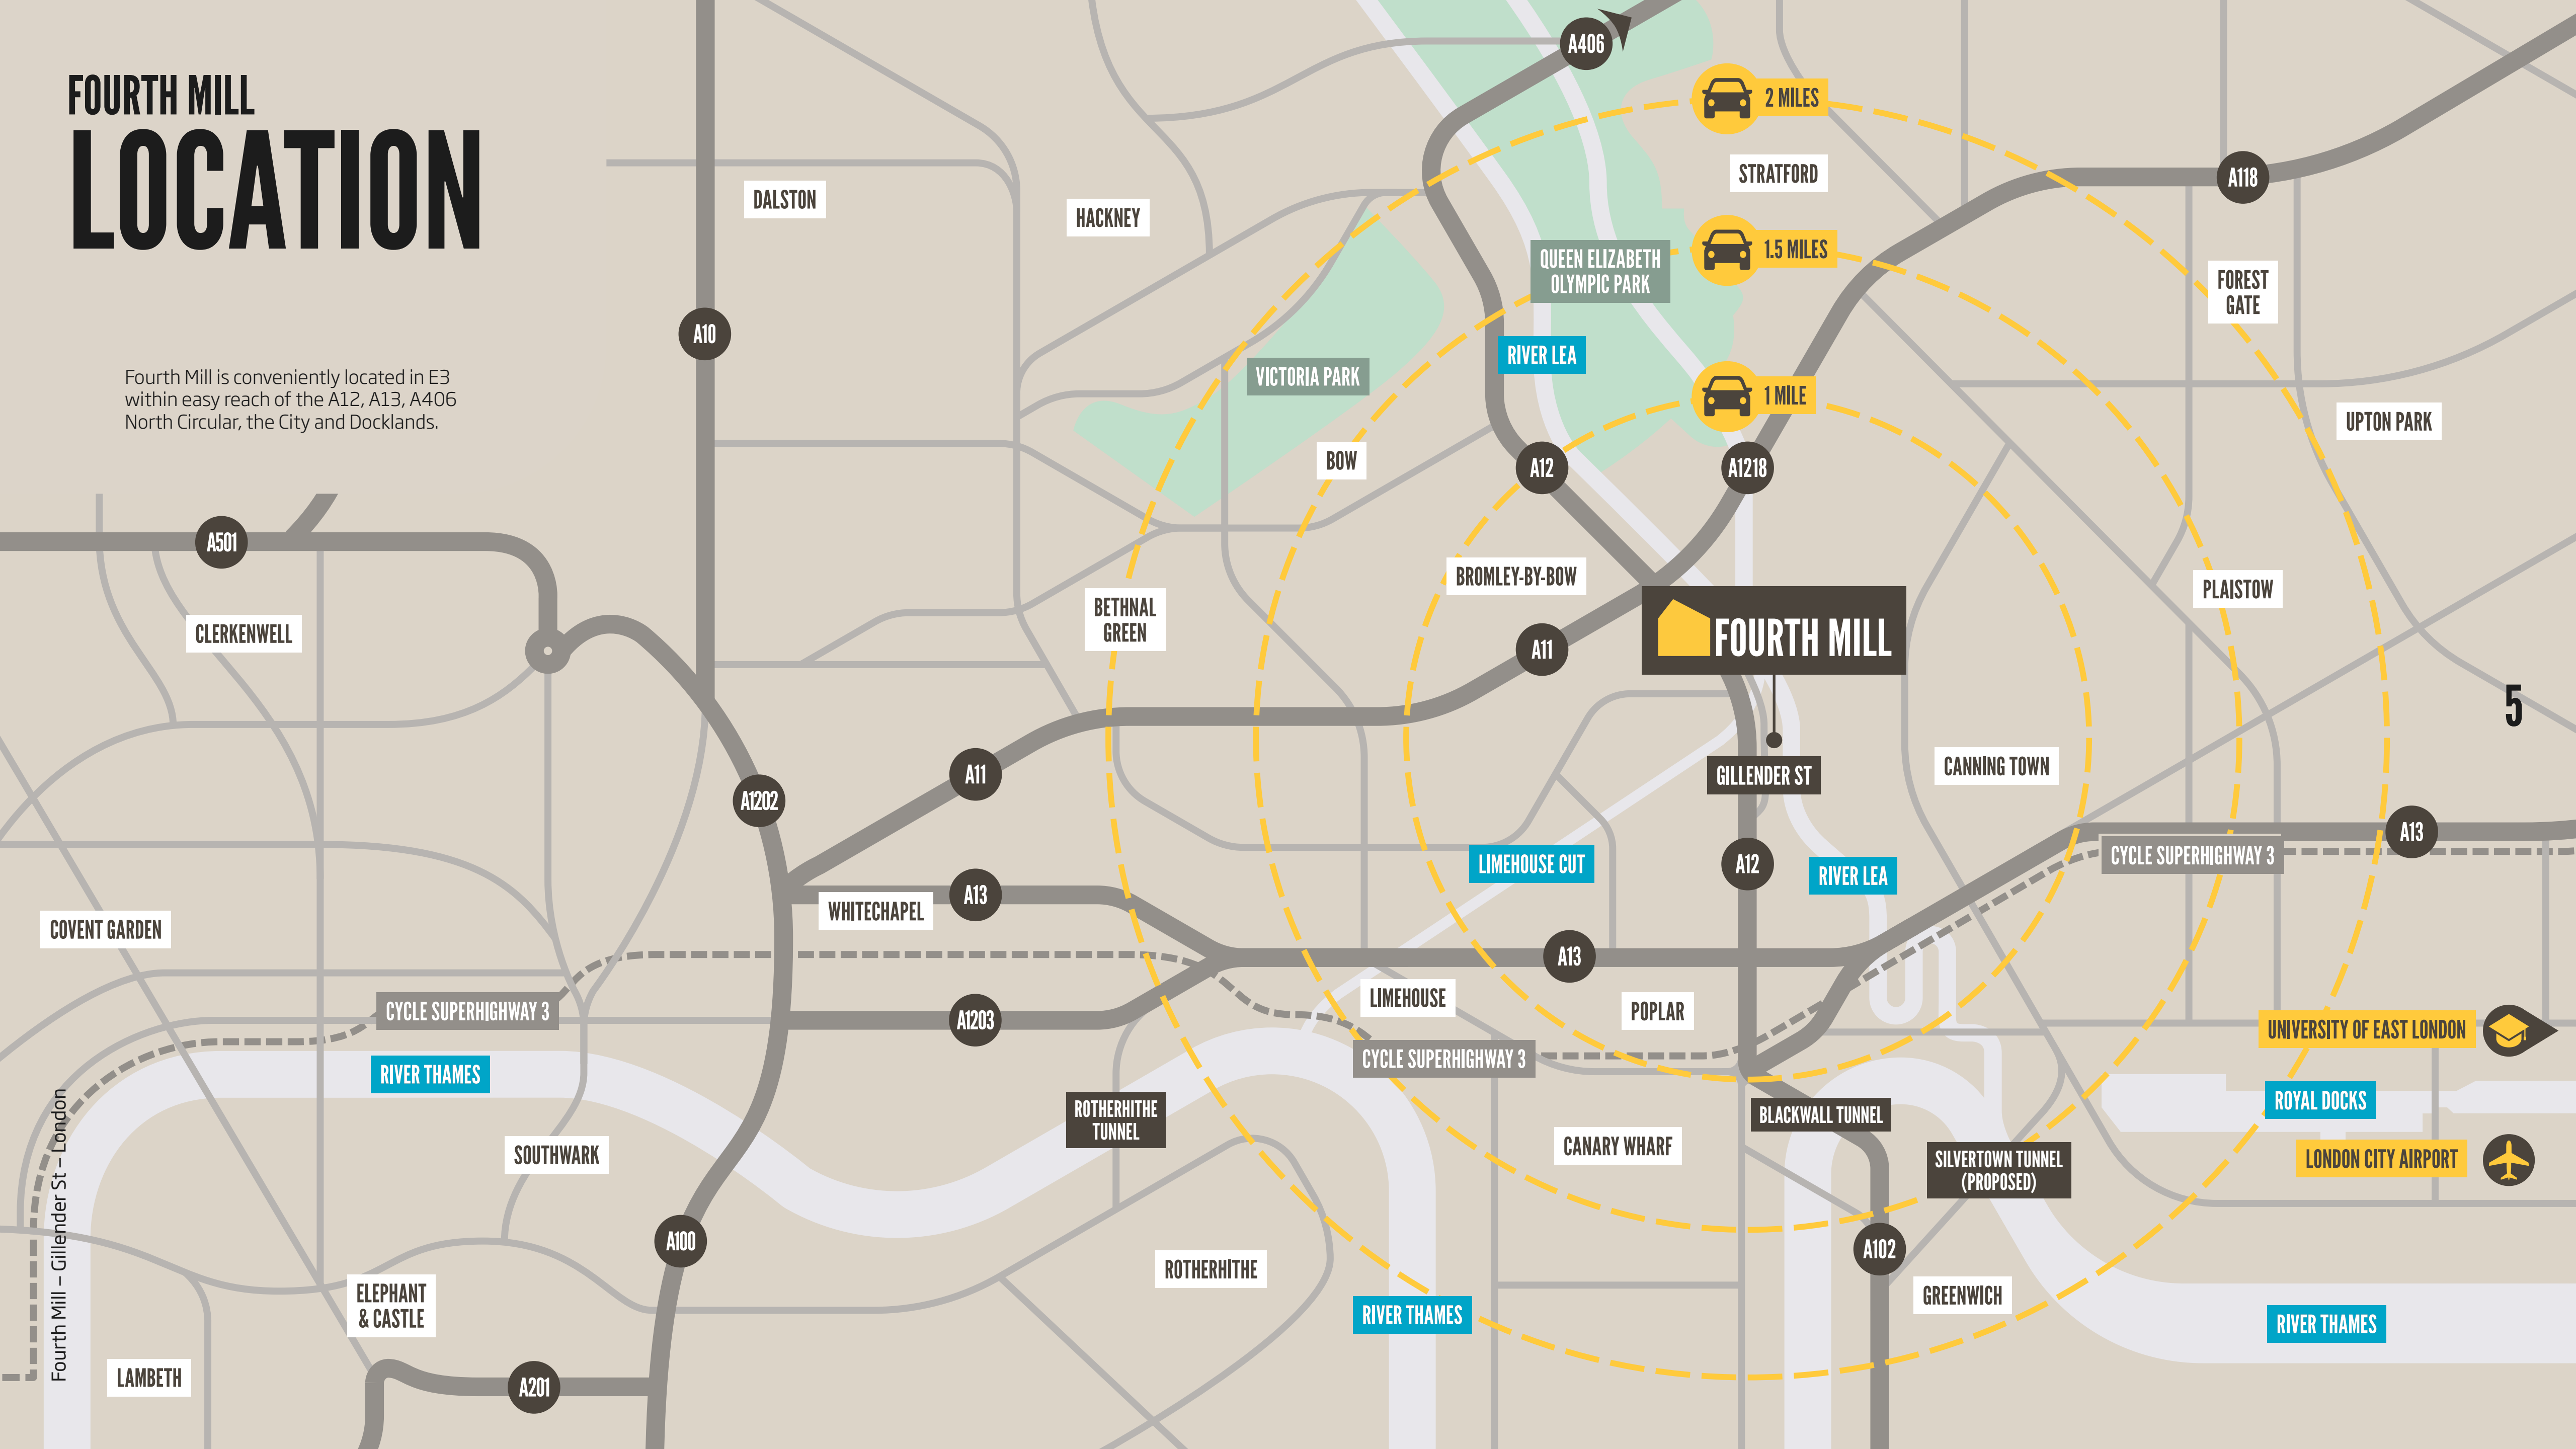 FOURTH MILL
LOCATION
Fourth Mill is conveniently located in E3
within easy reach of the A12, A13, A406
North Circular, the City and Docklands.
A406
2 MILES
STRATFORD
A118
DALSTON
HACKNEY
1.5 MILES
QUEEN ELIZABETH
OLYMPIC PARK
FOREST
GATE
A10
RIVER LEA
VICTORIA PARK
1 MILE
UPTON PARK
BOW
A12
A1218
A501
BROMLEY-BY-BOW
PLAISTOW
BETHNAL
GREEN
CLERKENWELL
FOURTH MILL
A11
5
A11
GILLENDER ST
CANNING TOWN
A1202
A13
CYCLE SUPERHIGHWAY 3
LIMEHOUSE CUT
A12
RIVER LEA
A13
WHITECHAPEL
COVENT GARDEN
A13
LIMEHOUSE
POPLAR
CYCLE SUPERHIGHWAY 3
A1203
UNIVERSITY OF EAST LONDON
CYCLE SUPERHIGHWAY 3
RIVER THAMES
ROYAL DOCKS
ROTHERHITHE
TUNNEL
BLACKWALL TUNNEL
CANARY WHARF
SOUTHWARK
SILVERTOWN TUNNEL
(PROPOSED)
LONDON CITY AIRPORT
A100
A102
ROTHERHITHE
GREENWICH
ELEPHANT
& CASTLE
RIVER THAMES
RIVER THAMES
LAMBETH
A201
Fourth Mill – Gillender St – London